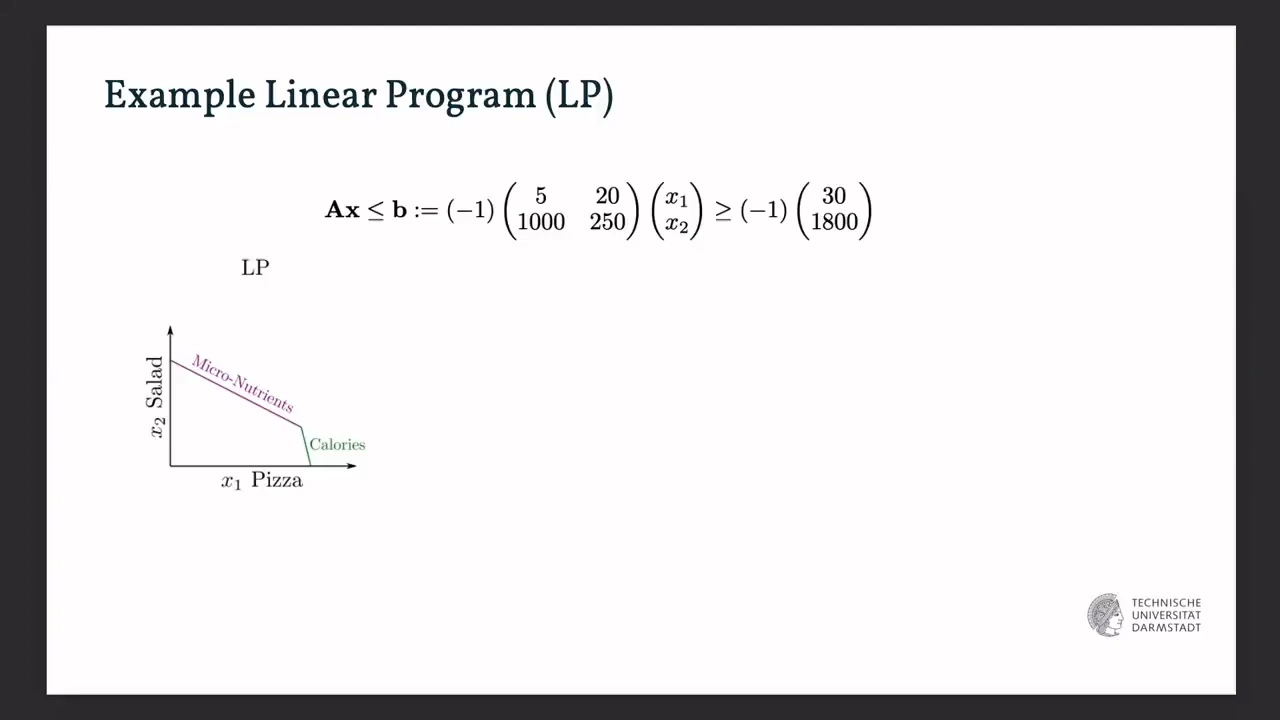 Example Linear Program (LP)
Ax ≤ b := (−1) (5 20 1000 250) (x₁ x₂) ≥ (−1) (30 1800)
LP
Micro-Nutrients
x₂ Salad
Calories
x₁ Pizza
TECHNISCHE
UNIVERSITÄT
DARMSTADT